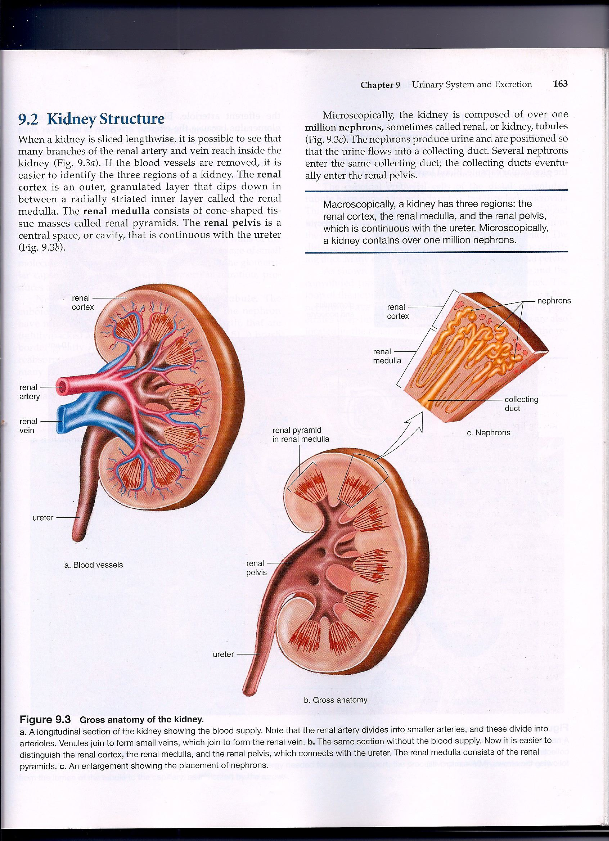 Chapter 9 Urinary System and Excretion 163
9.2 Kidney Structure
When a kidney is sliced lengthwise, it is possible to see that
many branches of the renal artery and vein reach inside the
kidney (Fig. 9.3a). If the blood vessels are removed, it is
easier to identify the three regions of a kidney. The renal
cortex is an outer, granulated layer that dips down in
between a radially striated inner layer called the renal
medulla. The renal medulla consists of cone-shaped tis-
sue masses called renal pyramids. The renal pelvis is a
central space, or cavity, that is continuous with the ureter
(Fig. 9.3b).
Microscopically, the kidney is composed of over one
million nephrons, sometimes called renal, or kidney, tubules
(Fig. 9.3c). The nephrons produce urine and are positioned so
that the urine flows into a collecting duct. Several nephrons
enter the same collecting duct; the collecting ducts eventu-
ally enter the renal pelvis.
Macroscopically, a kidney has three regions: the
renal cortex, the renal medulla, and the renal pelvis,
which is continuous with the ureter. Microscopically,
a kidney contains over one million nephrons.
renal
cortex
renal
artery
renal
vein
ureter
a. Blood vessels
renal
cortex
nephrons
renal
medulla
collecting
duct
c. Nephrons
renal pyramid
in renal medulla
renal
pelvis
ureter
b. Gross anatomy
Figure 9.3 Gross anatomy of the kidney.
a. A longitudinal section of the kidney showing the blood supply. Note that the renal artery divides into smaller arteries, and these divide into
arterioles. Venules join to form small veins, which join to form the renal vein. b. The same section without the blood supply. Now it is easier to
distinguish the renal cortex, the renal medulla, and the renal pelvis, which connects with the ureter. The renal medulla consists of the renal
pyramids. c. An enlargement showing the placement of nephrons.